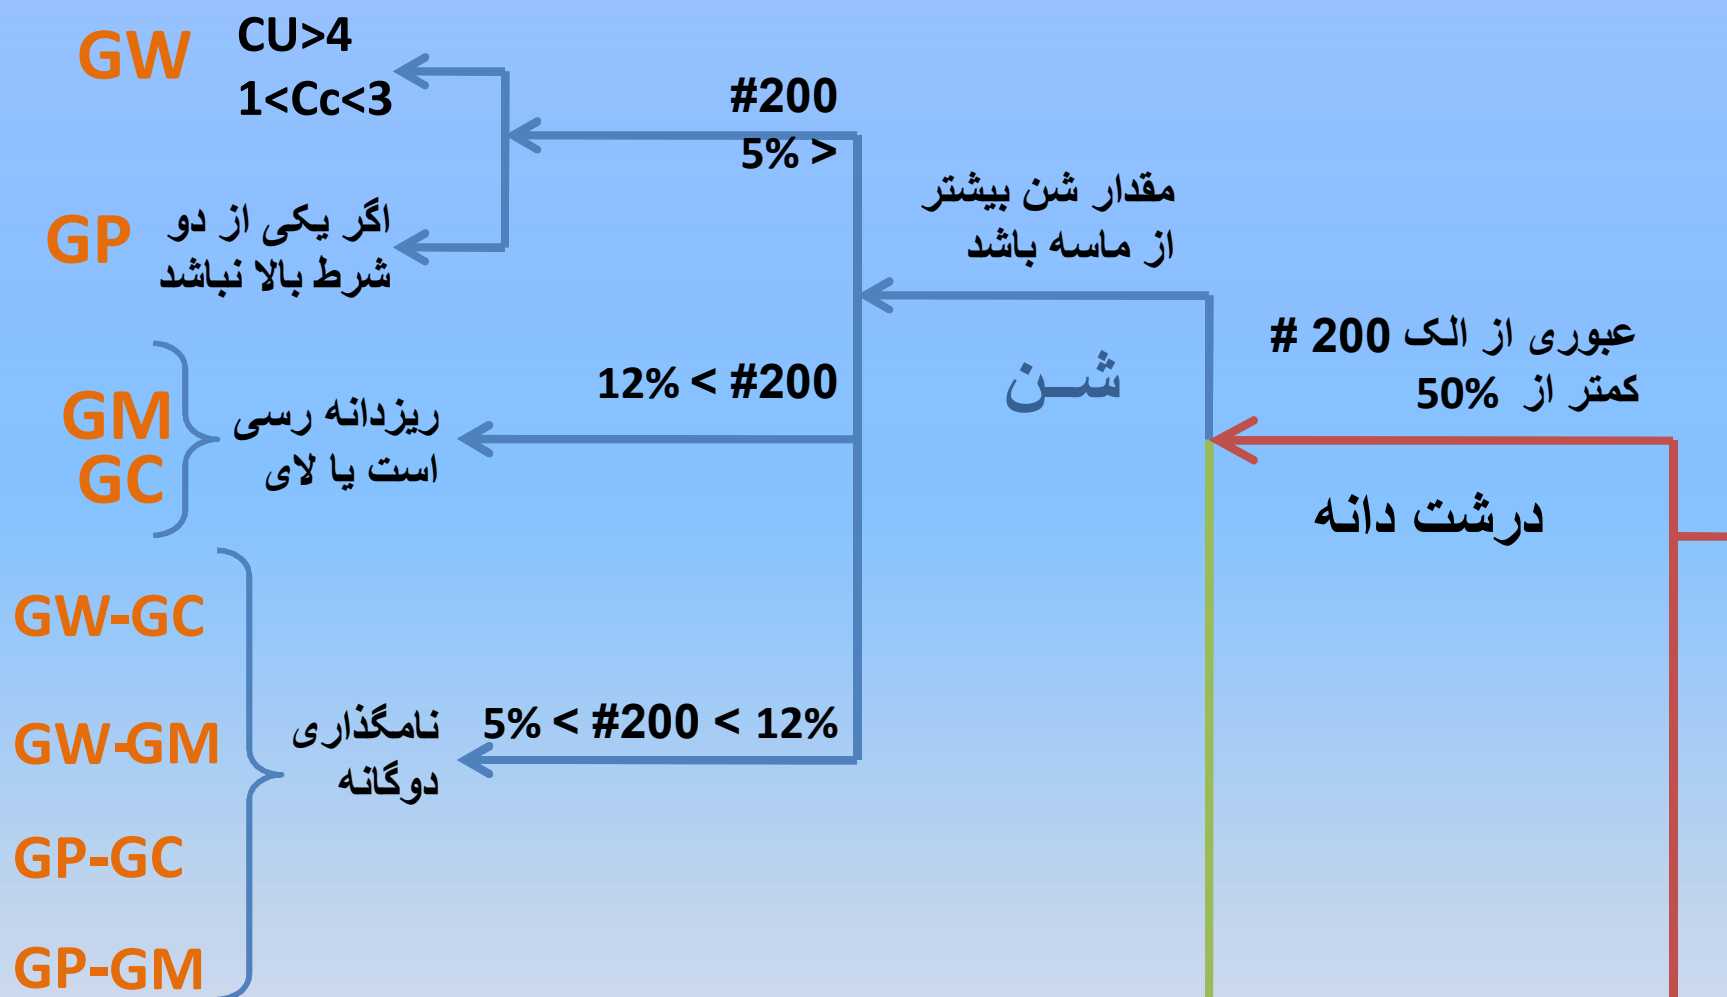 GW
CU>4
1<Cc<3
#200
5% >
مقدار شن بیشتر
از ماسه باشد
GP
اگر یکی از دو
شرط بالا نباشد
عبوری از الک 200 #
کمتر از 50%
شــن
12% < #200
GM
GC
ریزدانه رسی
است یا لای
درشت دانه
GW-GC
GW-GM
GP-GC
GP-GM
نامگذاری
دوگانه
5% < #200 < 12%